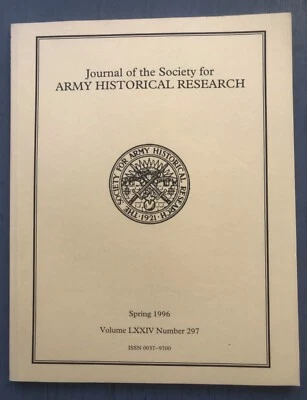 Journal of the Society for
ARMY HISTORICAL RESEARCH
THE SOCIETY FOR ARMY HISTORICAL RESEARCH
·1921·
Spring 1996
Volume LXXIV Number 297
ISSN 0037–9700